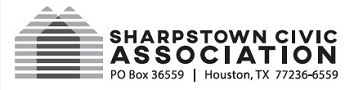 SHARPSTOWN CIVIC
ASSOCIATION
PO Box 36559 | Houston, TX 77236-6559